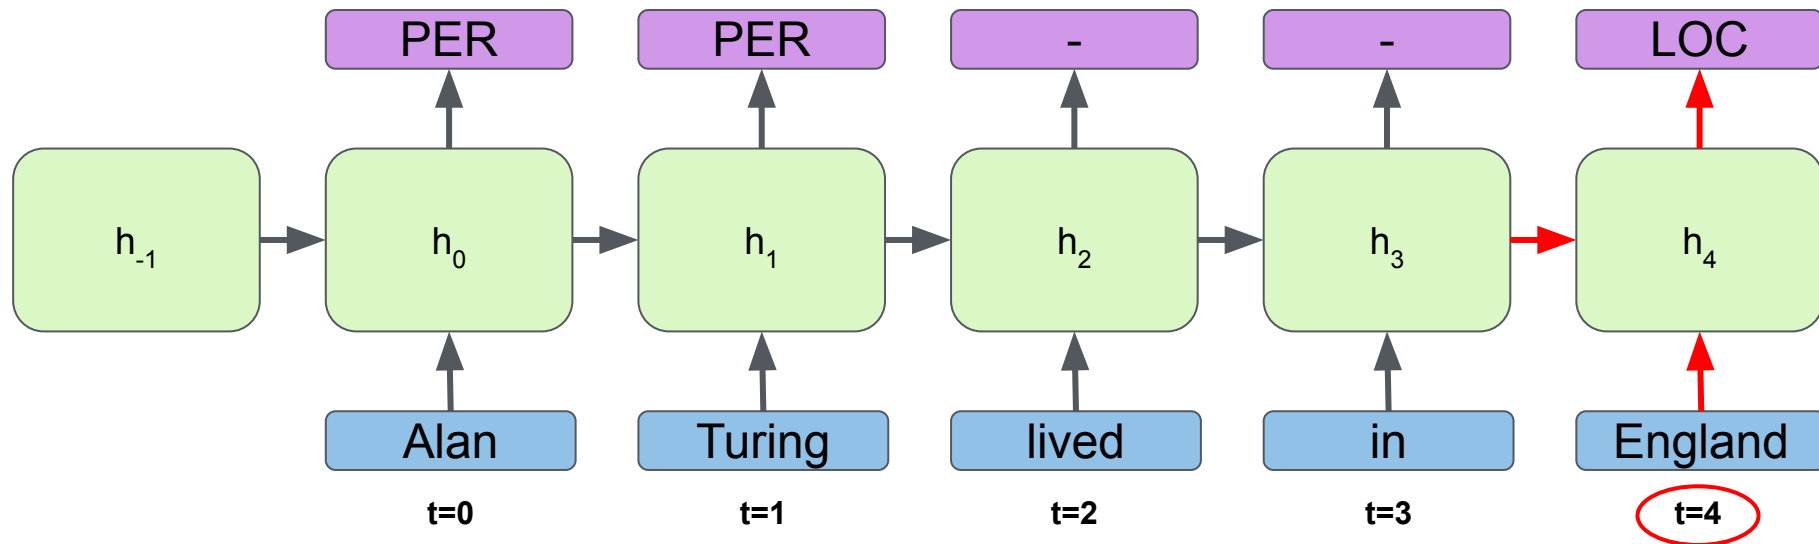 PER PER - - LOC
h₋₁ h₀ h₁ h₂ h₃ h₄
Alan Turing lived in England
t=0 t=1 t=2 t=3 t=4